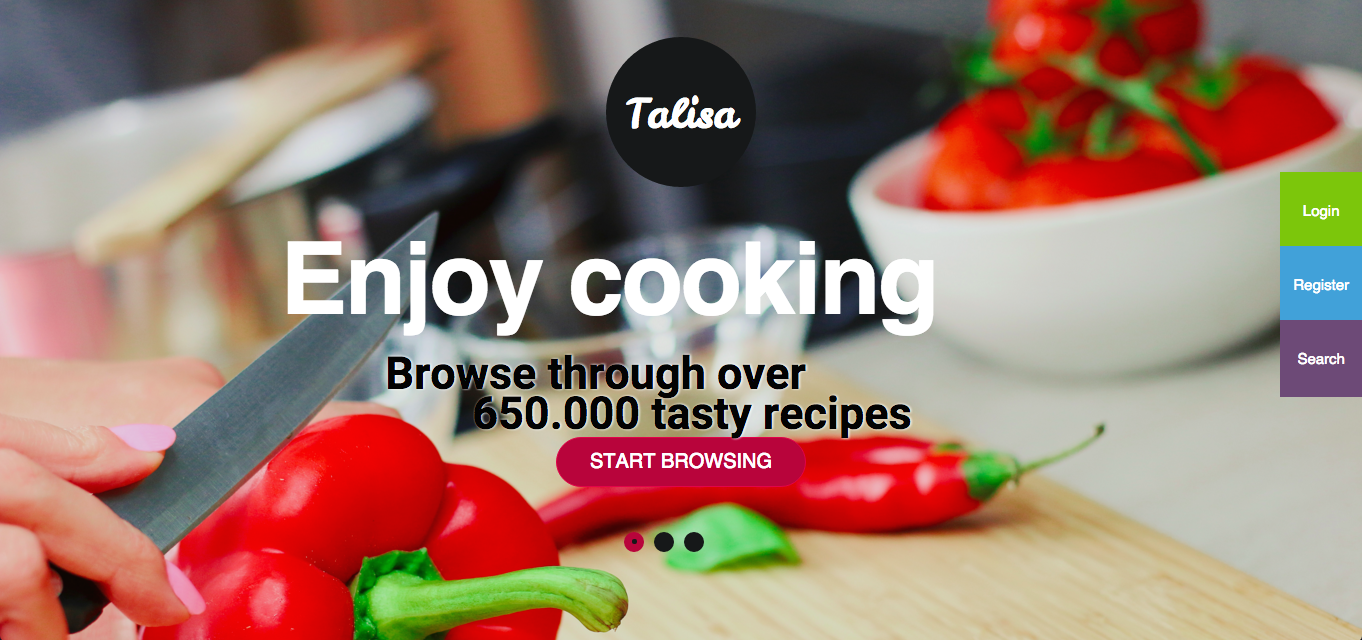 Talisa
Enjoy cooking
Browse through over
650.000 tasty recipes
START BROWSING
Login
Register
Search